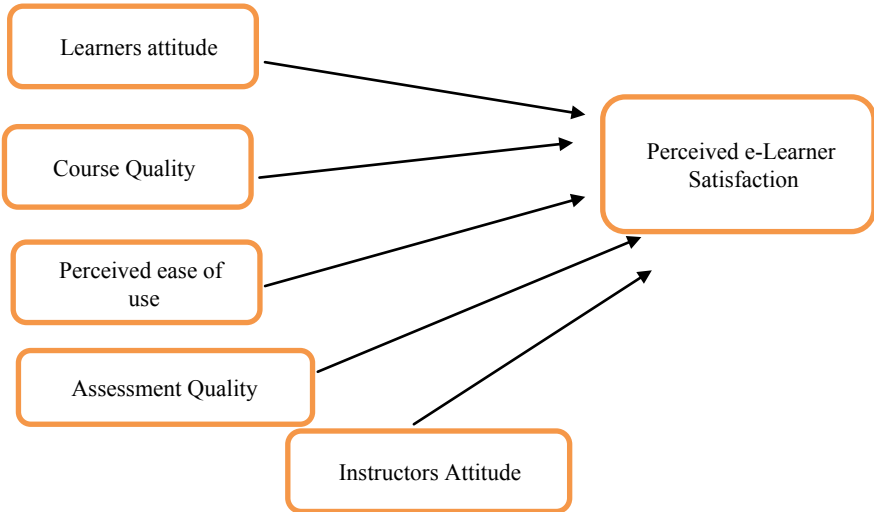 Learners attitude
Course Quality
Perceived ease of
use
Assessment Quality
Instructors Attitude
Perceived e-Learner
Satisfaction